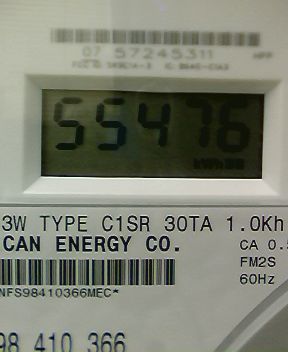 07 57245311
55476
kWh
3W TYPE C1SR 30TA 1.0Kh
CAN ENERGY CO.
CA 0.5
FM2S
60Hz
NFS98410366MEC*
98 410 366